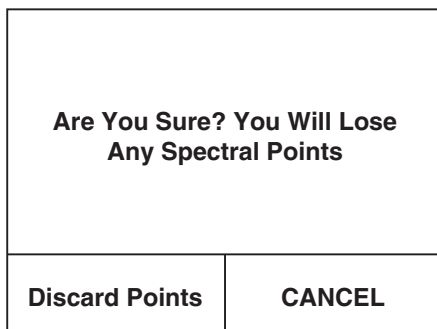 Are You Sure? You Will Lose
Any Spectral Points
Discard Points
CANCEL